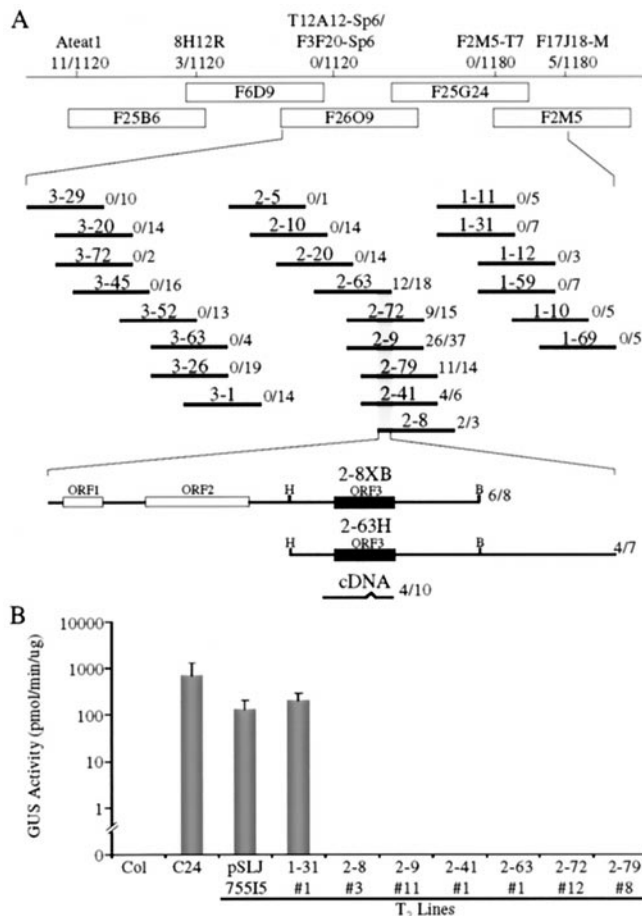 A
T12A12-Sp6/
Ateat1 8H12R F3F20-Sp6 F2M5-T7 F17J18-M
11/1120 3/1120 0/1120 0/1180 5/1180
F6D9 F25G24
F25B6 F26O9 F2M5
3-29 0/10 2-5 0/1 1-11 0/5
3-20 0/14 2-10 0/14 1-31 0/7
3-72 0/2 2-20 0/14 1-12 0/3
3-45 0/16 2-63 12/18 1-59 0/7
3-52 0/13 2-72 9/15 1-10 0/5
3-63 0/4 2-9 26/37 1-69 0/5
3-26 0/19 2-79 11/14
3-1 0/14 2-41 4/6
2-8 2/3
2-8XB
ORF1 ORF2 H ORF3 B 6/8
2-63H
H ORF3 B 4/7
cDNA 4/10
B
GUS Activity (pmol/min/ug)
10000
1000
100
10
1
0
Col C24 pSLJ 1-31 2-8 2-9 2-41 2-63 2-72 2-79
755I5 #1 #3 #11 #1 #1 #12 #8
T2 Lines